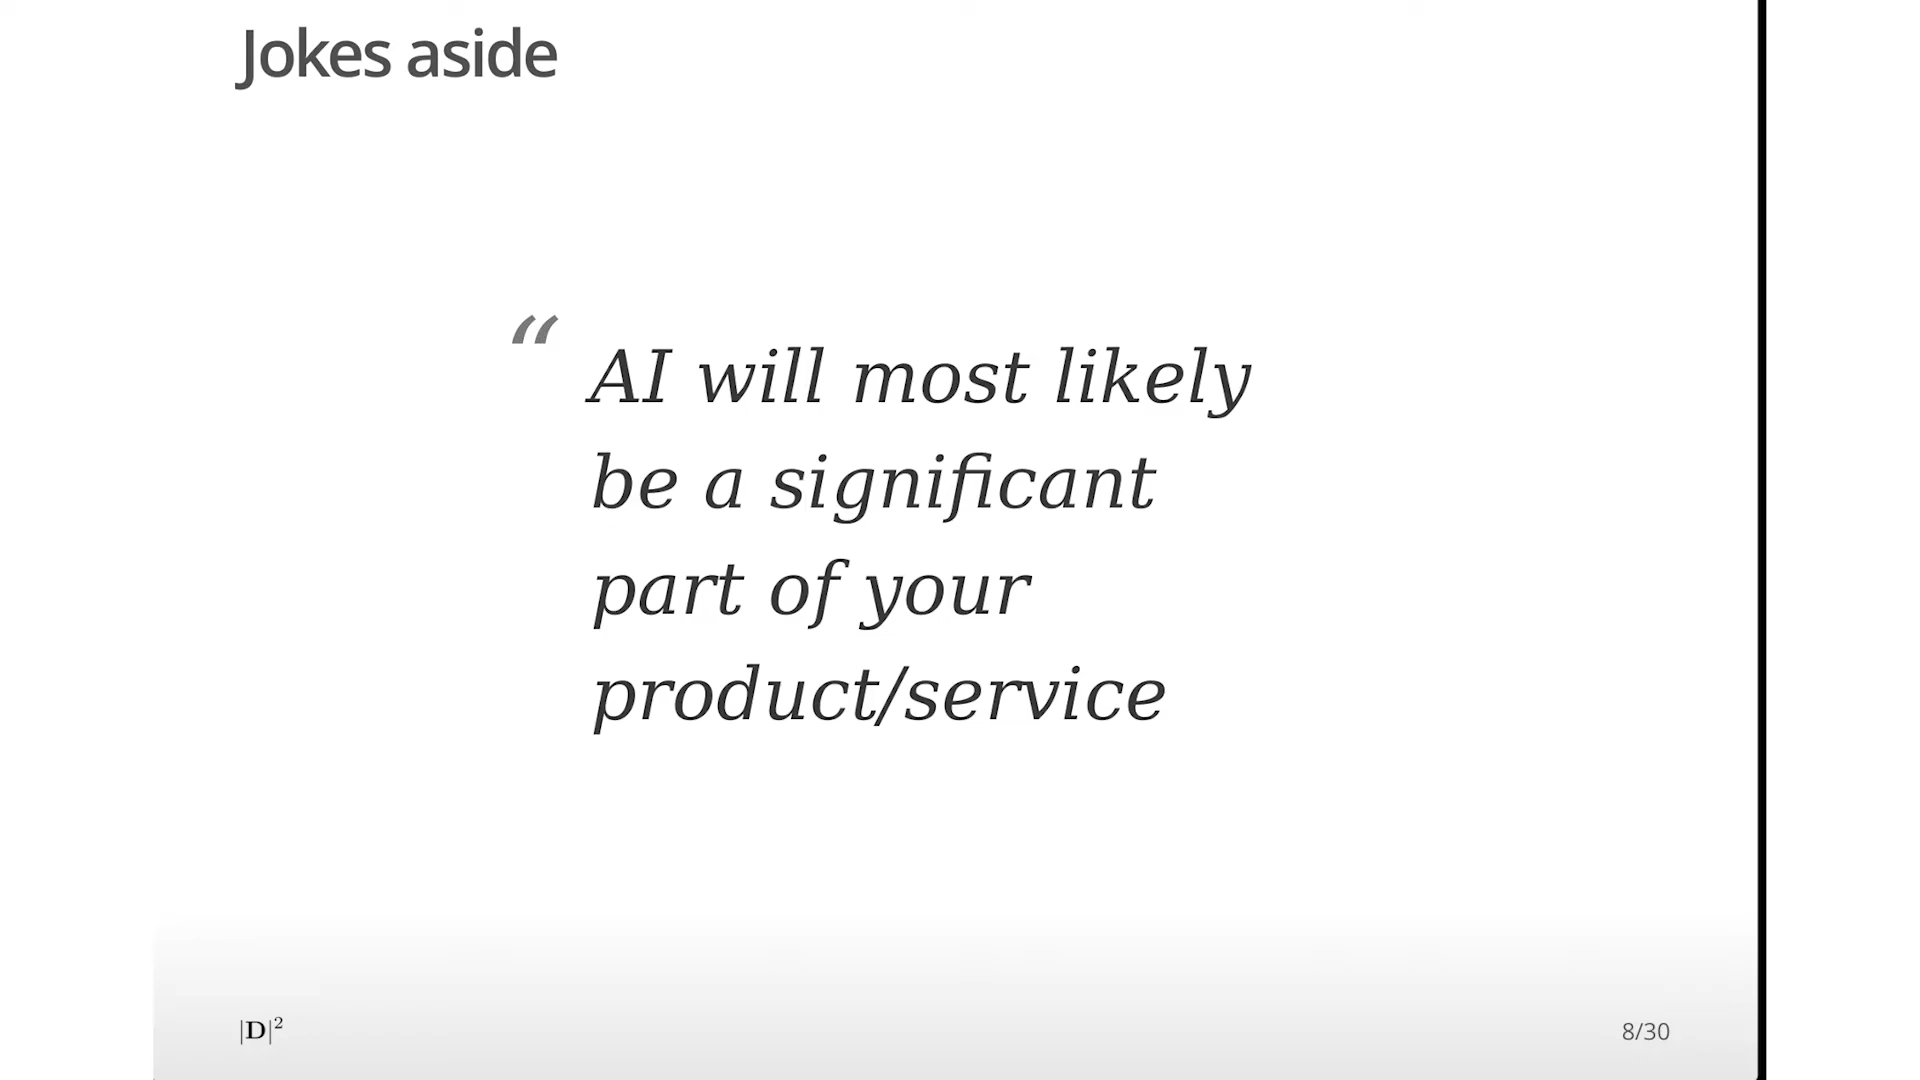 Jokes aside
“ AI will most likely
be a significant
part of your
product/service
|D|²
8/30